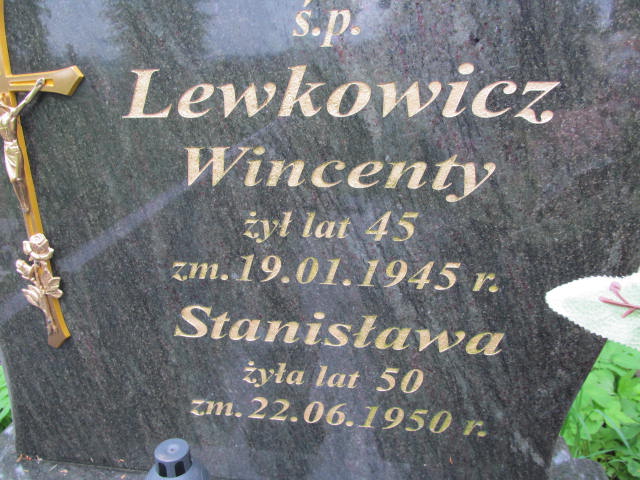 ś.p.
Lewkowicz
Wincenty
żył lat 45
zm. 19.01.1945 r.
Stanisława
żyła lat 50
zm. 22.06.1950 r.